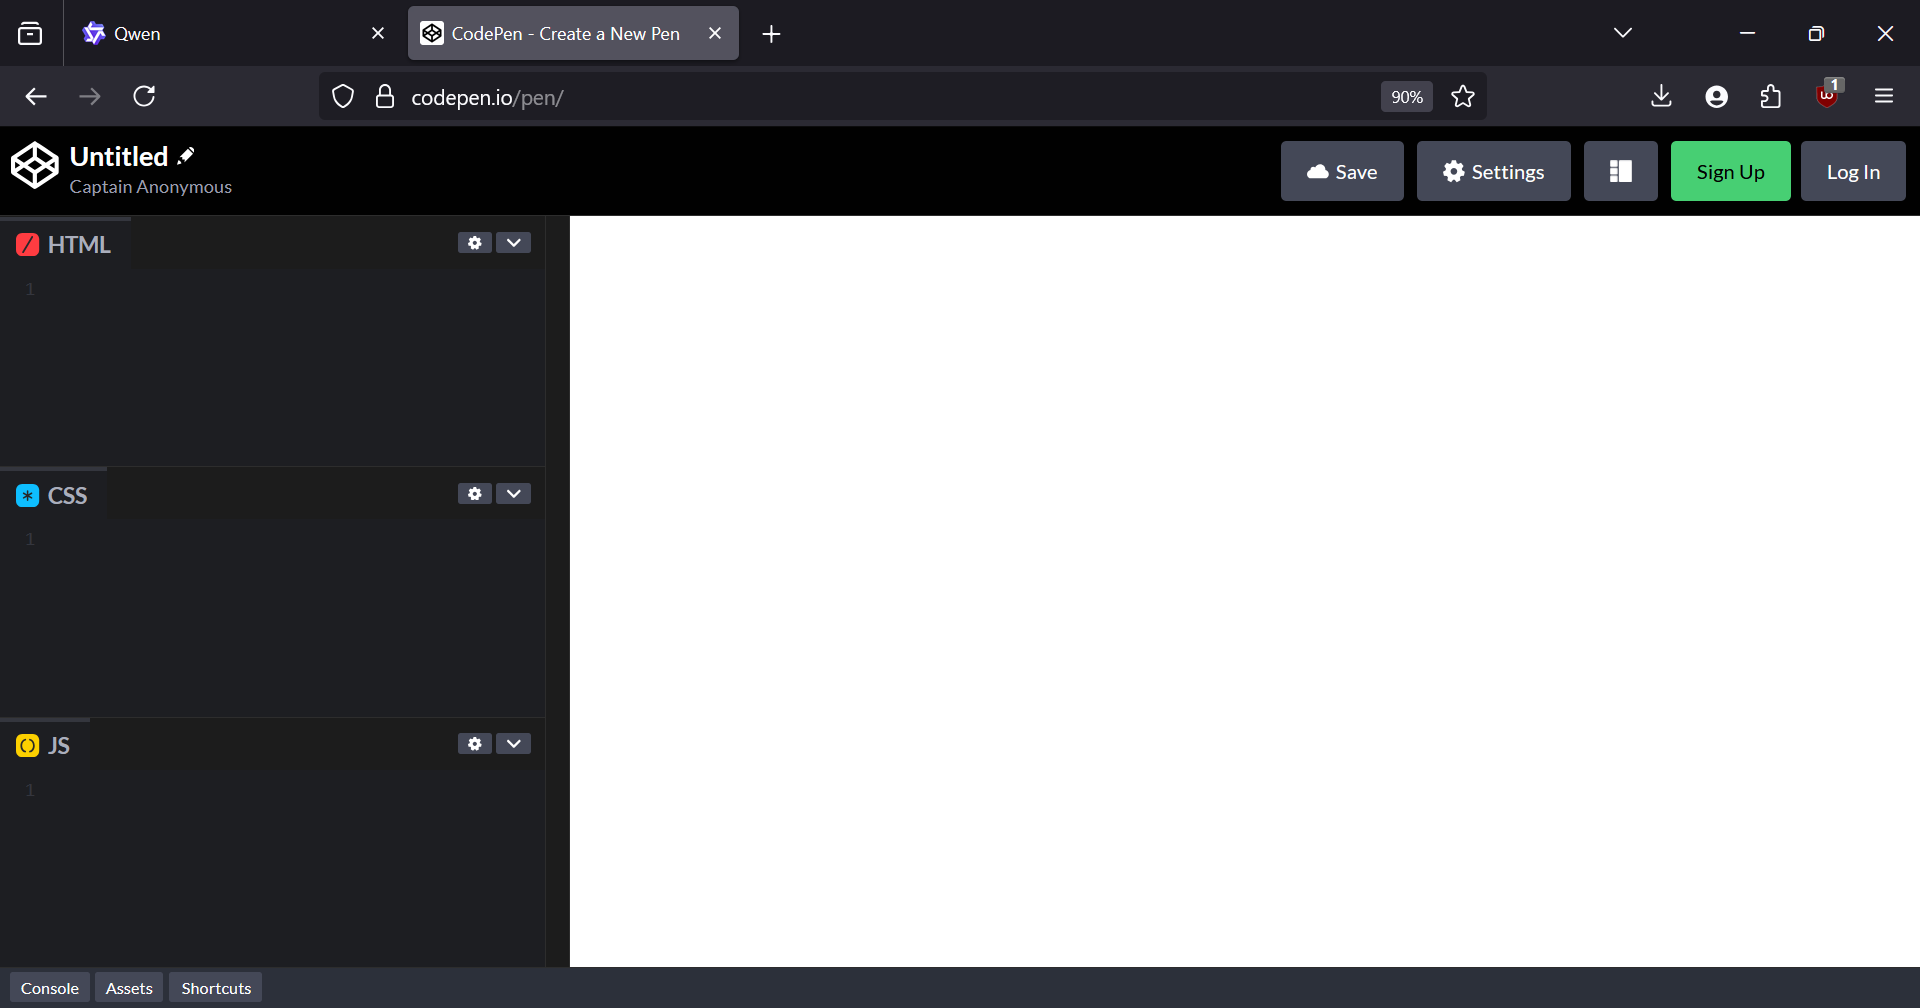 Qwen
CodePen - Create a New Pen
codepen.io/pen/
90%
1
Untitled
Captain Anonymous
Save
Settings
Sign Up
Log In
HTML
1
CSS
1
JS
1
Console
Assets
Shortcuts